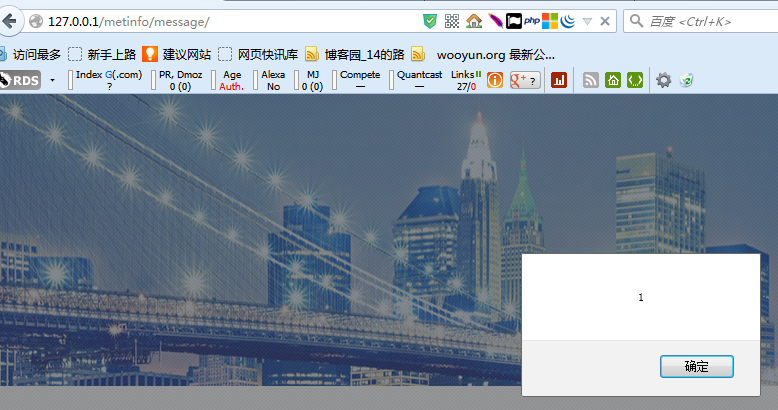 127.0.0.1/metinfo/message/
php
百度 <Ctrl+K>
访问最多 新手上路 建议网站 网页快讯库 博客园_14的路 wooyun.org 最新公...
RDS
Index G(.com) PR, Dmoz Age Alexa MJ Compete Quantcast Links
? 0 (0) Auth. No 0 (0) — — 27/0
g+ ?
1
确定